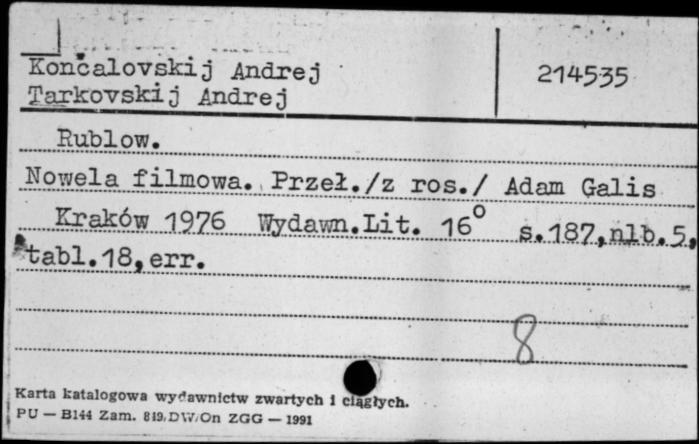 Končalovskij Andrej
Tarkovskij Andrej
214535
Rublow.
Nowela filmowa. Przeł./z ros./ Adam Galis
Kraków 1976 Wydawn.Lit. 16° s.187,nlb.5,
tabl.18,err.
8
Karta katalogowa wydawnictw zwartych i ciągłych.
PU — B144 Zam. 819/DW/On ZGG — 1991